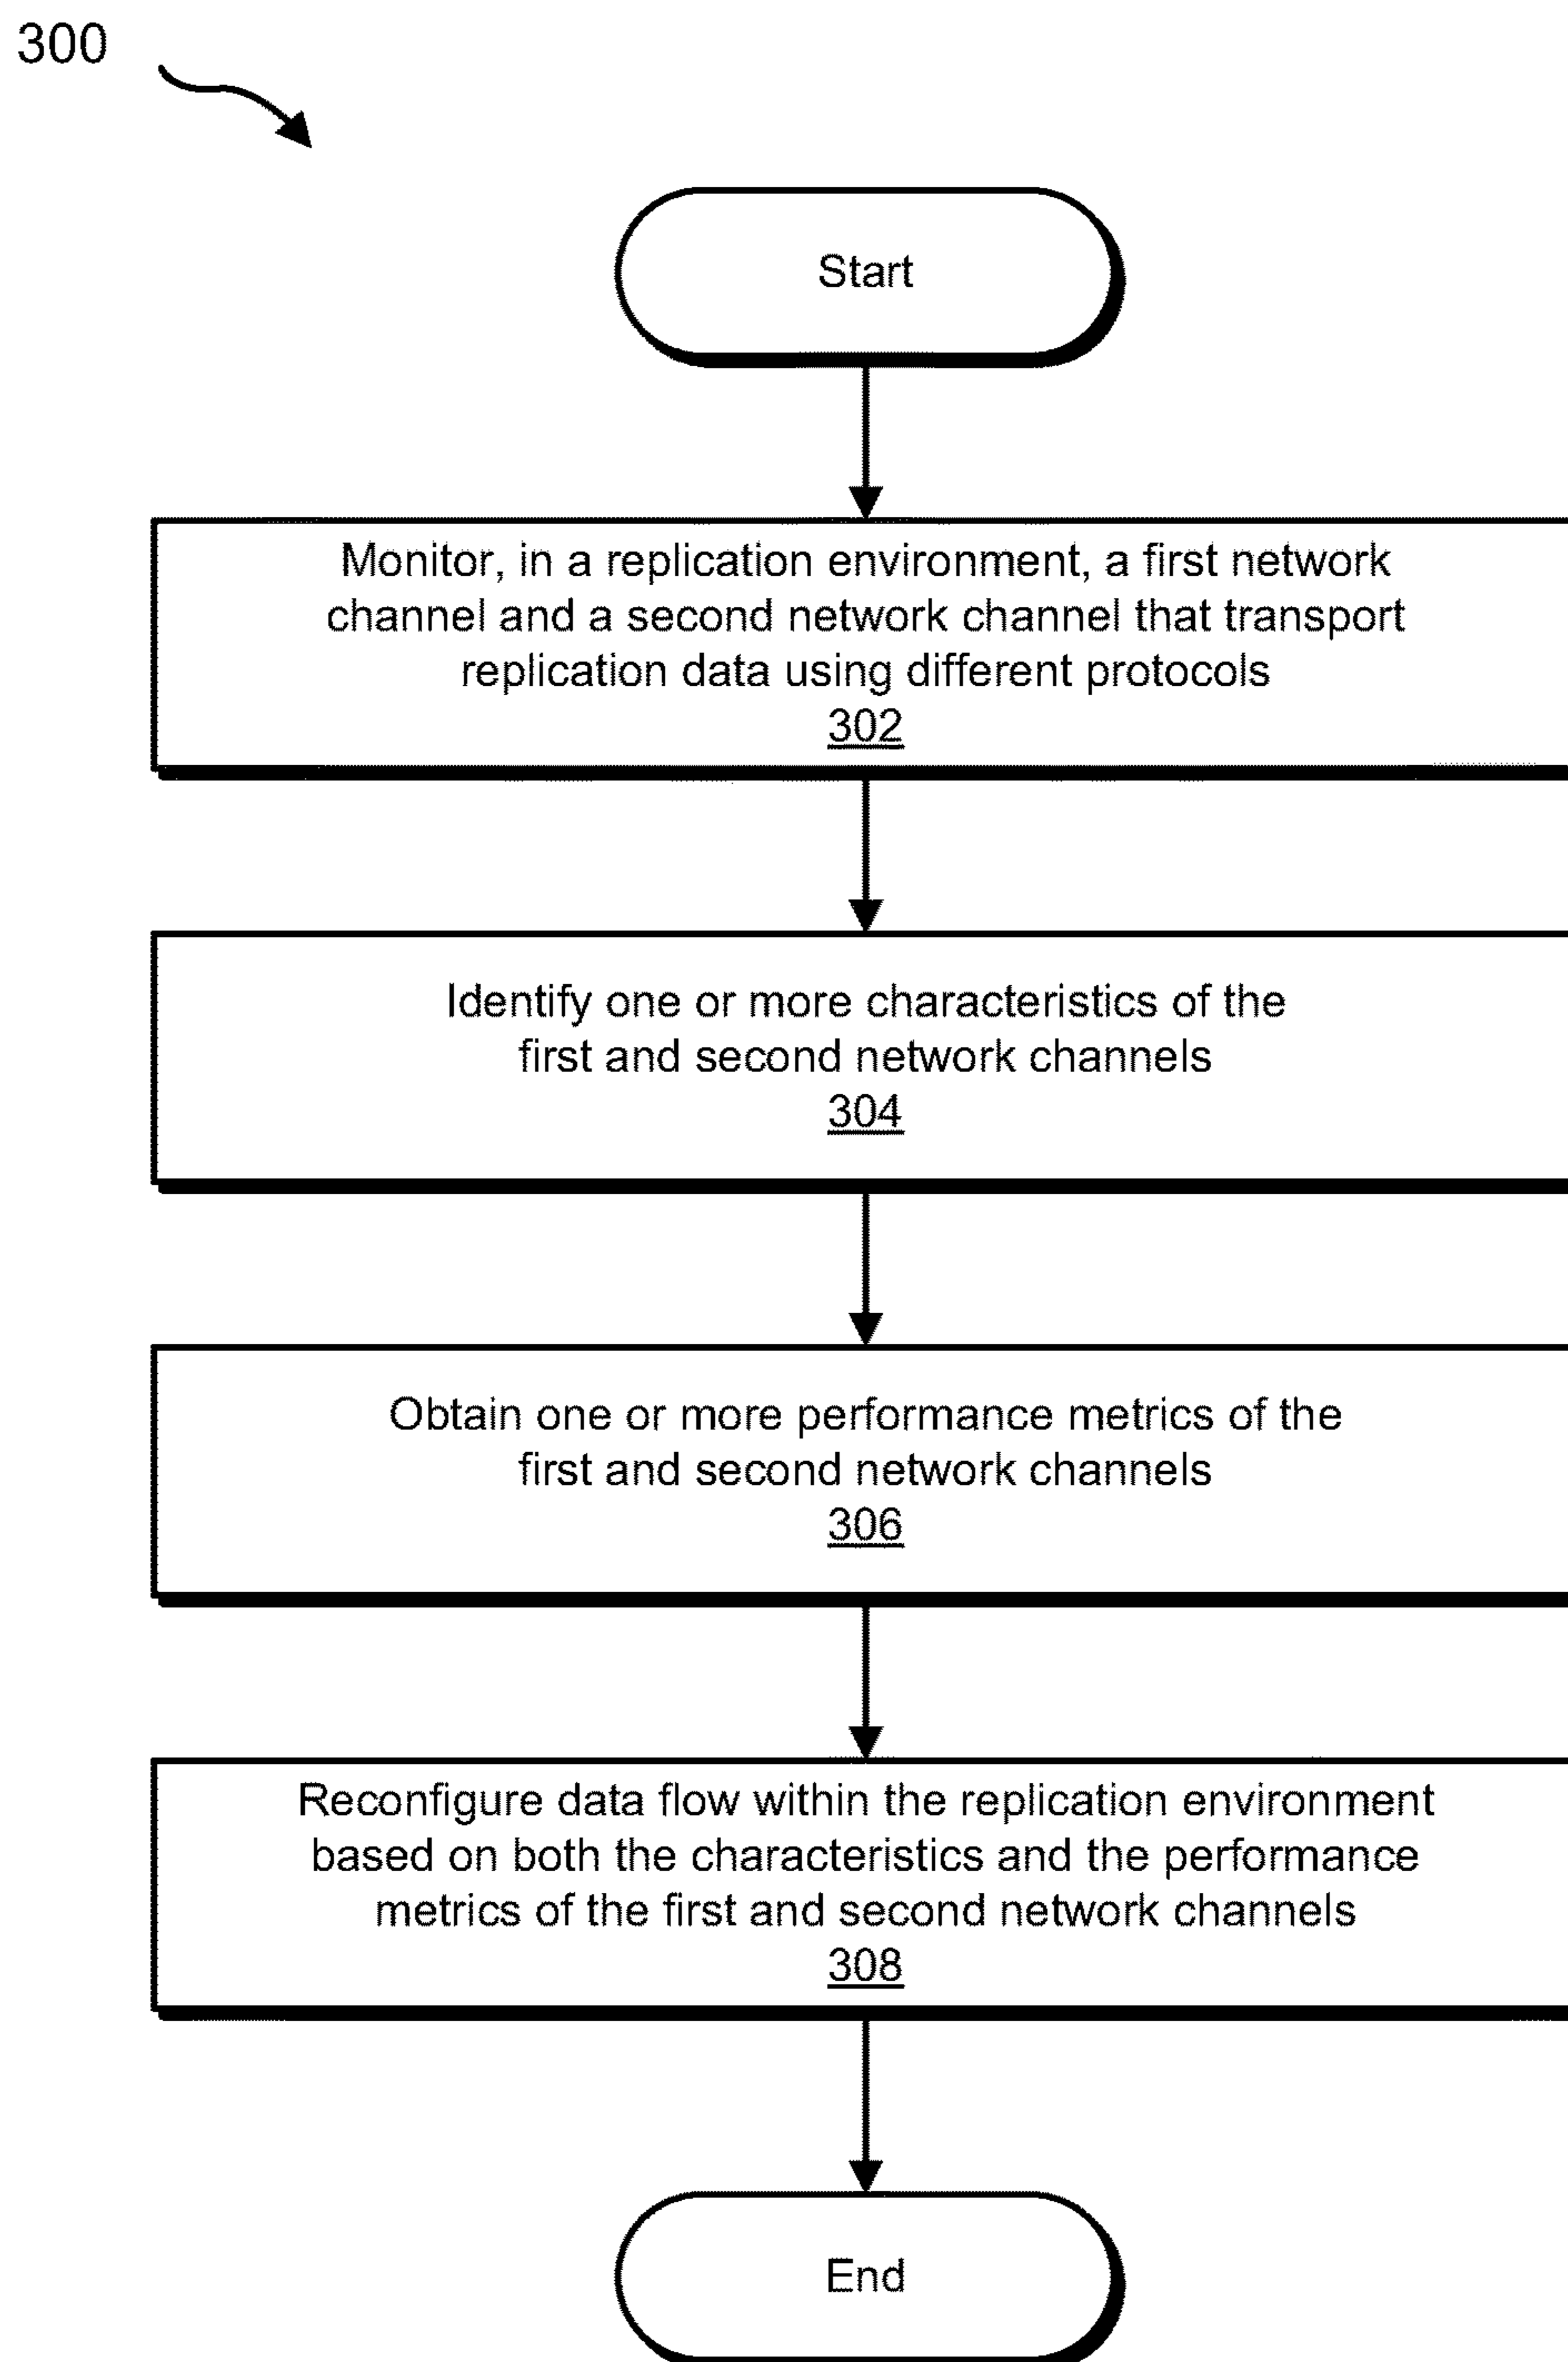 300
Start
Monitor, in a replication environment, a first network
channel and a second network channel that transport
replication data using different protocols
302
Identify one or more characteristics of the
first and second network channels
304
Obtain one or more performance metrics of the
first and second network channels
306
Reconfigure data flow within the replication environment
based on both the characteristics and the performance
metrics of the first and second network channels
308
End